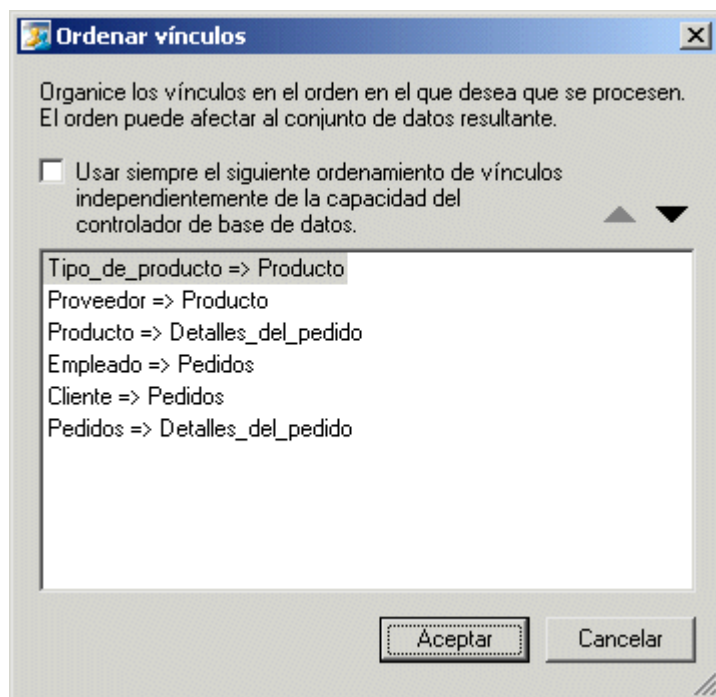 Ordenar vínculos
Organice los vínculos en el orden en el que desea que se procesen.
El orden puede afectar al conjunto de datos resultante.
Usar siempre el siguiente ordenamiento de vínculos
independientemente de la capacidad del
controlador de base de datos.
Tipo_de_producto => Producto
Proveedor => Producto
Producto => Detalles_del_pedido
Empleado => Pedidos
Cliente => Pedidos
Pedidos => Detalles_del_pedido
Aceptar
Cancelar